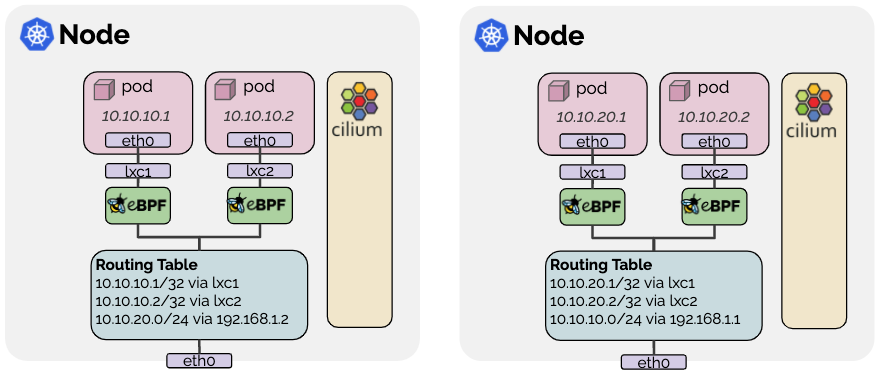 Node
pod
10.10.10.1
eth0
lxc1
eBPF
pod
10.10.10.2
eth0
lxc2
eBPF
cilium
Routing Table
10.10.10.1/32 via lxc1
10.10.10.2/32 via lxc2
10.10.20.0/24 via 192.168.1.2
eth0
Node
pod
10.10.20.1
eth0
lxc1
eBPF
pod
10.10.20.2
eth0
lxc2
eBPF
cilium
Routing Table
10.10.20.1/32 via lxc1
10.10.20.2/32 via lxc2
10.10.10.0/24 via 192.168.1.1
eth0